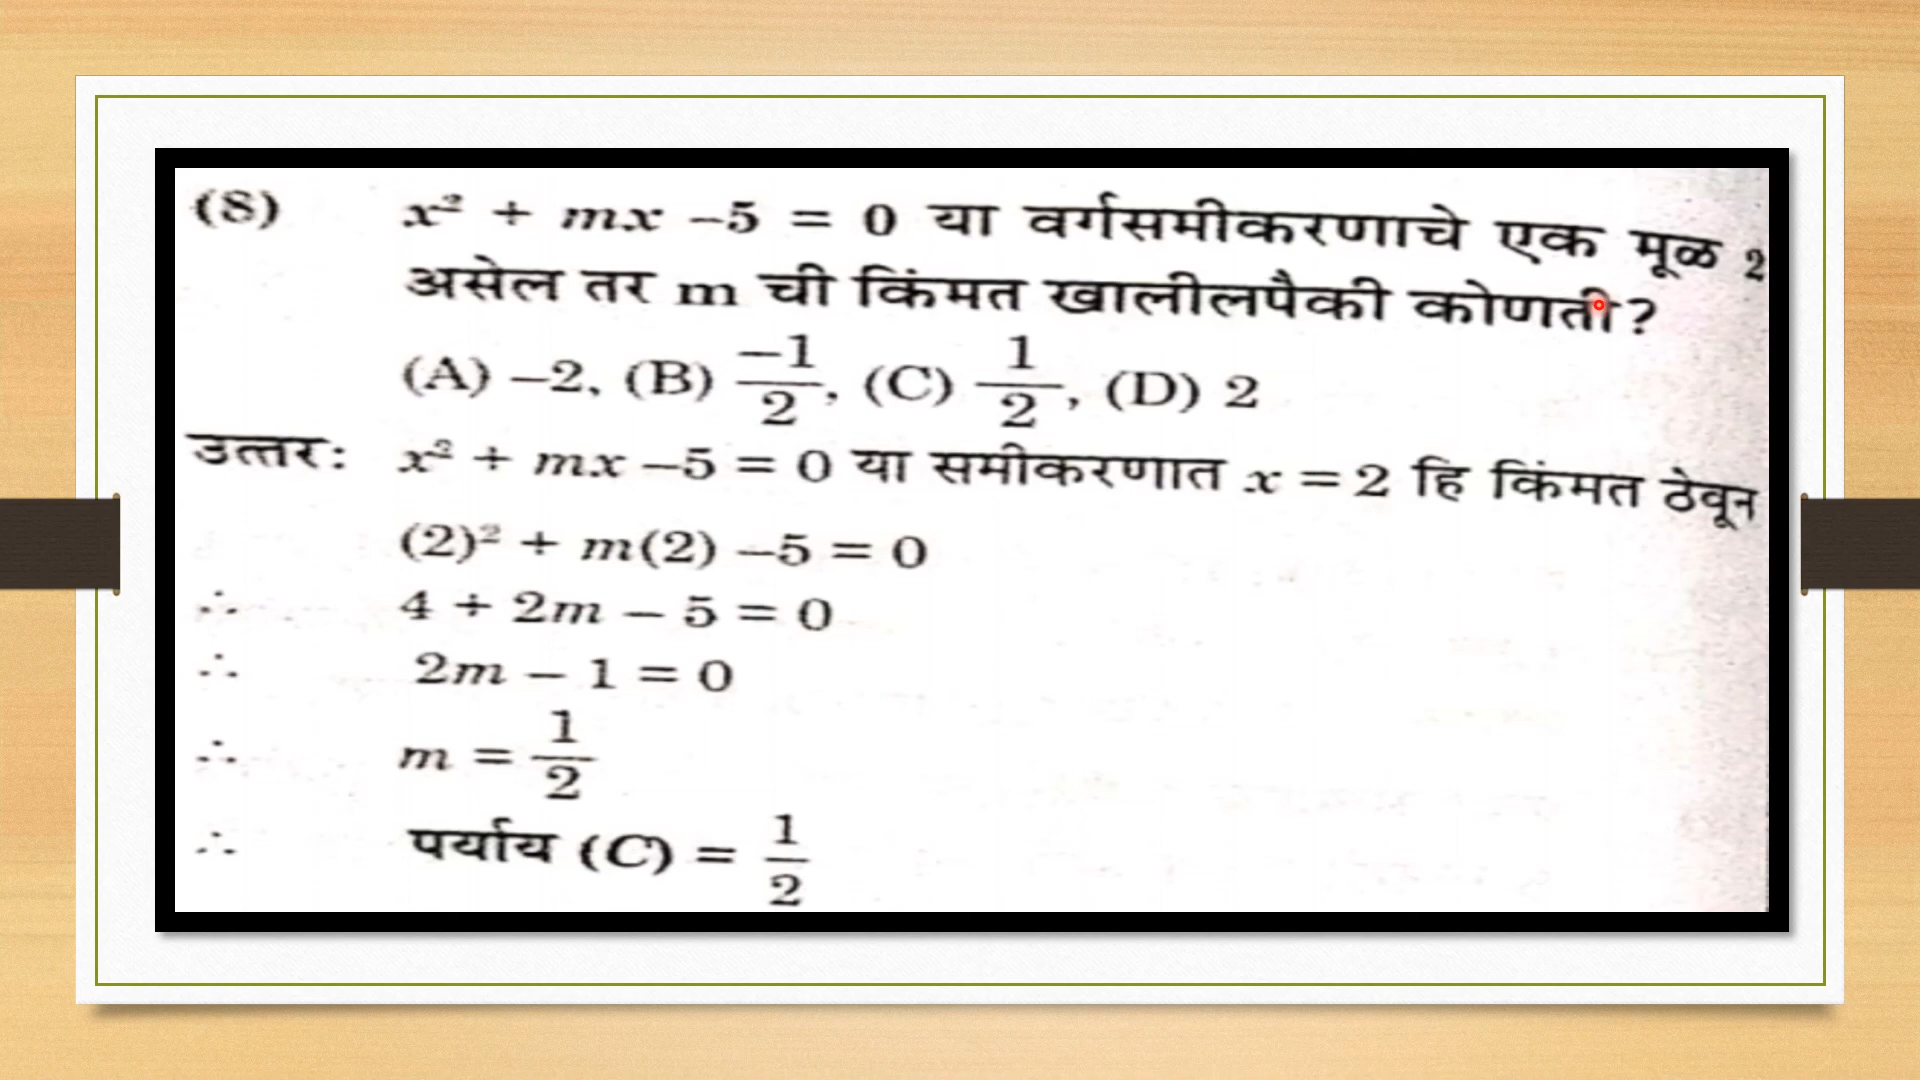 (8) x² + mx −5 = 0 या वर्गसमीकरणाचे एक मूळ 2
असेल तर m ची किंमत खालीलपैकी कोणती?
(A) −2, (B) −1/2, (C) 1/2, (D) 2
उत्तर: x² + mx −5 = 0 या समीकरणात x = 2 हि किंमत ठेवून
(2)² + m(2) −5 = 0
∴ 4 + 2m − 5 = 0
∴ 2m − 1 = 0
∴ m = 1/2
∴ पर्याय (C) = 1/2